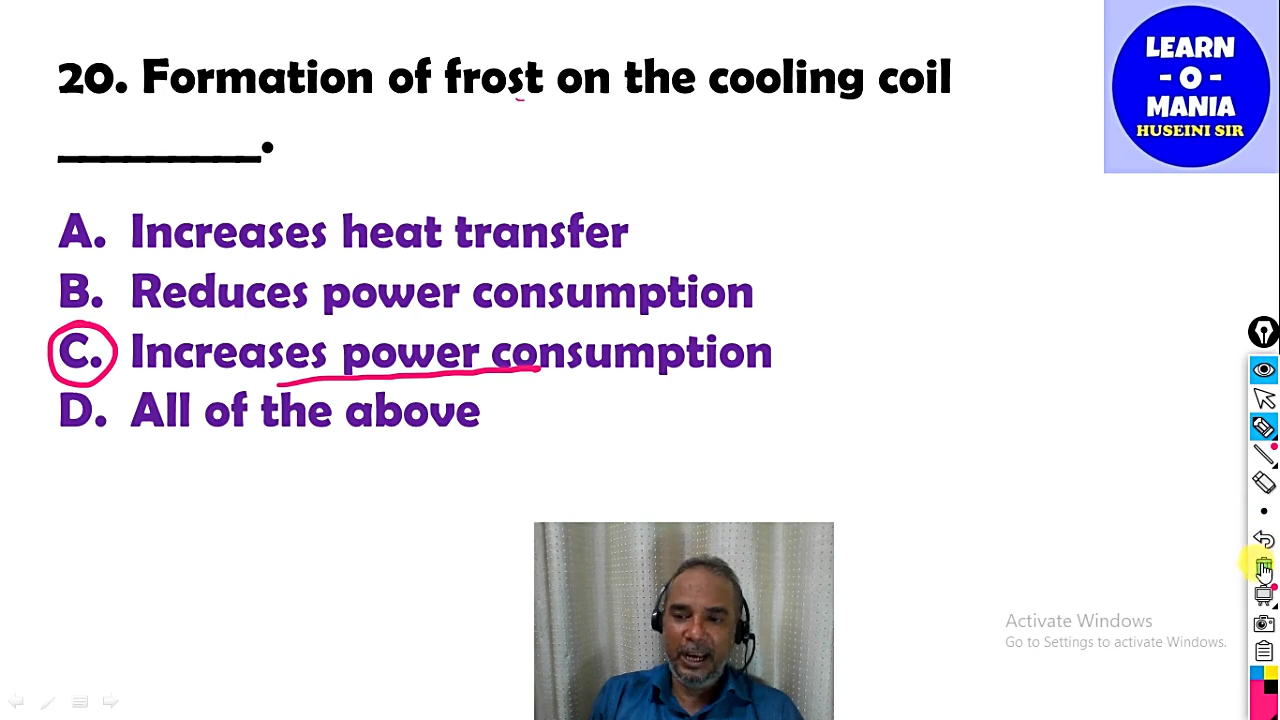 20. Formation of frost on the cooling coil
__________.
A. Increases heat transfer
B. Reduces power consumption
C. Increases power consumption
D. All of the above
LEARN
- O -
MANIA
HUSEINI SIR
Activate Windows
Go to Settings to activate Windows.